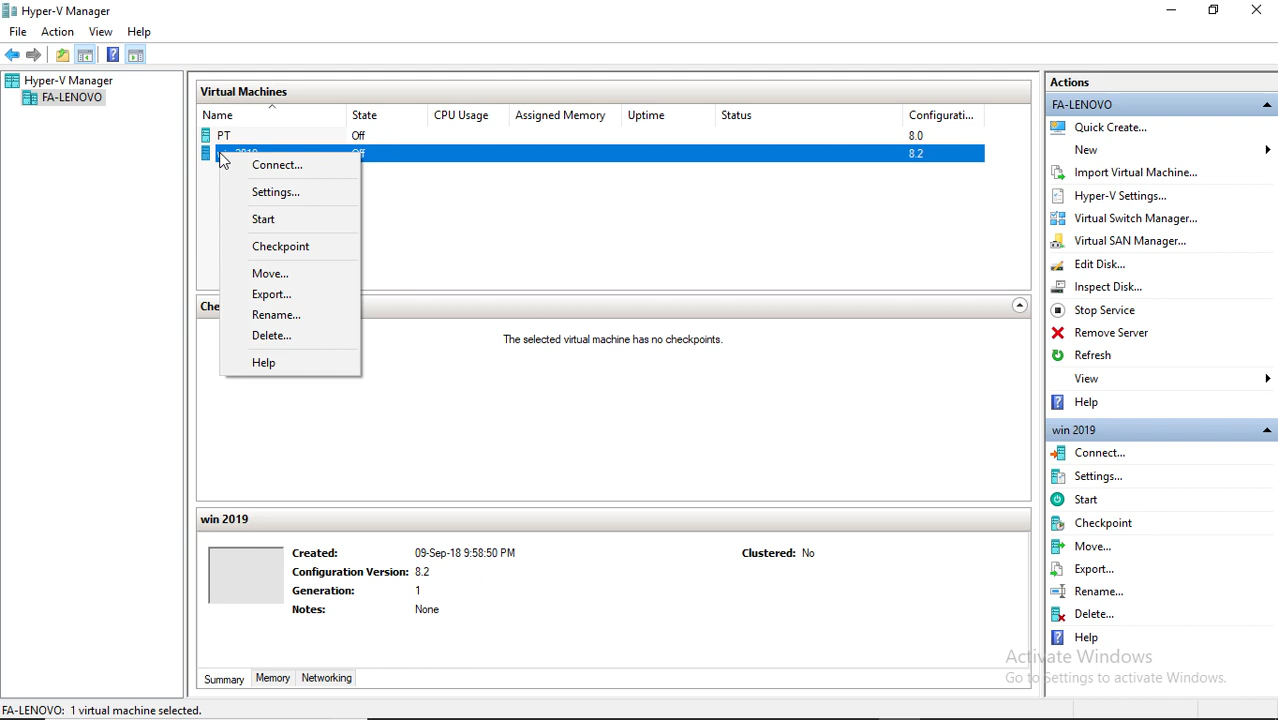 Hyper-V Manager
File Action View Help
Hyper-V Manager
FA-LENOVO
Virtual Machines
Name State CPU Usage Assigned Memory Uptime Status Configurati...
PT Off 8.0
Off 8.2
Connect...
Settings...
Start
Checkpoint
Move...
Export...
Rename...
Delete...
Help
The selected virtual machine has no checkpoints.
win 2019
Created: 09-Sep-18 9:58:50 PM Clustered: No
Configuration Version: 8.2
Generation: 1
Notes: None
Summary Memory Networking
Actions
FA-LENOVO
Quick Create...
New
Import Virtual Machine...
Hyper-V Settings...
Virtual Switch Manager...
Virtual SAN Manager...
Edit Disk...
Inspect Disk...
Stop Service
Remove Server
Refresh
View
Help
win 2019
Connect...
Settings...
Start
Checkpoint
Move...
Export...
Rename...
Delete...
Help
Activate Windows
Go to Settings to activate Windows.
FA-LENOVO: 1 virtual machine selected.